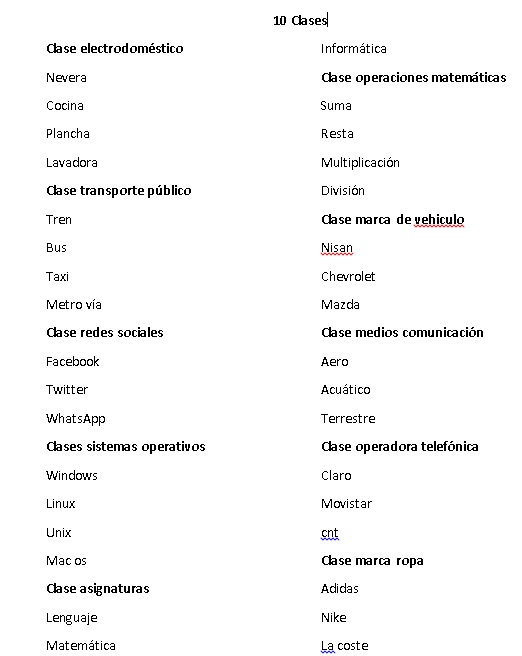 10 Clases
Clase electrodoméstico
Nevera
Cocina
Plancha
Lavadora
Clase transporte público
Tren
Bus
Taxi
Metro vía
Clase redes sociales
Facebook
Twitter
WhatsApp
Clases sistemas operativos
Windows
Linux
Unix
Mac os
Clase asignaturas
Lenguaje
Matemática
Informática
Clase operaciones matemáticas
Suma
Resta
Multiplicación
División
Clase marca de vehiculo
Nisan
Chevrolet
Mazda
Clase medios comunicación
Aero
Acuático
Terrestre
Clase operadora telefónica
Claro
Movistar
cnt
Clase marca ropa
Adidas
Nike
La coste